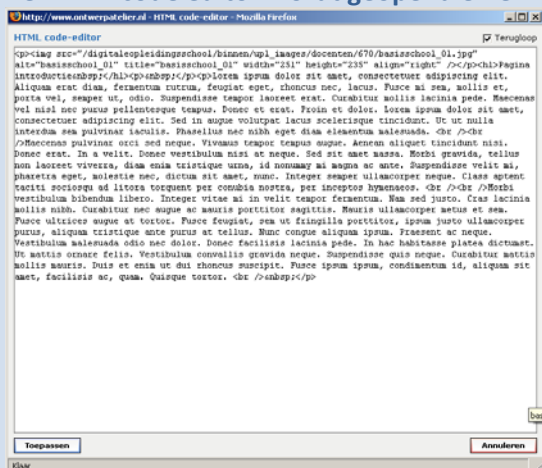 http://www.ontwerpatelier.nl - HTML code-editor - Mozilla Firefox
HTML code-editor
Terugloop
<p><img src="/digitaleopleidingsschool/binnen/upl_images/docenten/670/basisschool_01.jpg"
alt="basisschool_01" title="basisschool_01" width="251" height="235" align="right" /></p><h1>Pagina
introductie&nbsp;</h1><p>&nbsp;</p><p>Lorem ipsum dolor sit amet, consectetuer adipiscing elit.
Aliquam erat diam, fermentum rutrum, feugiat eget, rhoncus nec, lacus. Fusce mi sem, mollis et,
porta vel, semper ut, odio. Suspendisse tempor laoreet erat. Curabitur mollis lacinia pede. Maecenas
vel nisl nec purus pellentesque tempus. Donec et erat. Proin et dolor. Lorem ipsum dolor sit amet,
consectetuer adipiscing elit. Sed in augue volutpat lacus scelerisque tincidunt. Ut ut nulla
interdum sem pulvinar iaculis. Phasellus nec nibh eget diam elementum malesuada. <br /><br
/>Maecenas pulvinar orci sed neque. Vivamus tempor tempus augue. Aenean aliquet tincidunt nisi.
Donec erat. In a velit. Donec vestibulum nisi at neque. Sed sit amet massa. Morbi gravida, tellus
non laoreet viverra, diam enim tristique urna, id nonummy mi magna ac ante. Suspendisse velit mi,
pharetra eget, molestie nec, dictum sit amet, nunc. Integer semper ullamcorper neque. Class aptent
taciti sociosqu ad litora torquent per conubia nostra, per inceptos hymenaeos. <br /><br />Morbi
vestibulum bibendum libero. Integer vitae mi in velit tempor fermentum. Nam sed justo. Cras lacinia
mollis nibh. Curabitur nec augue ac mauris porttitor sagittis. Mauris ullamcorper metus et sem.
Fusce ultrices augue at tortor. Fusce feugiat, sem ut fringilla porttitor, ipsum justo ullamcorper
purus, aliquam tristique ante purus at tellus. Nunc congue aliquam ipsum. Praesent ac neque.
Vestibulum malesuada odio nec dolor. Donec facilisis lacinia pede. In hac habitasse platea dictumst.
Ut mattis ornare felis. Vestibulum convallis gravida neque. Suspendisse quis neque. Curabitur mattis
mollis mauris. Duis et enim ut dui rhoncus suscipit. Fusce ipsum ipsum, condimentum id, aliquam sit
amet, facilisis ac, quam. Quisque tortor. <br />&nbsp;</p>
bas
Toepassen
Annuleren
Klaar